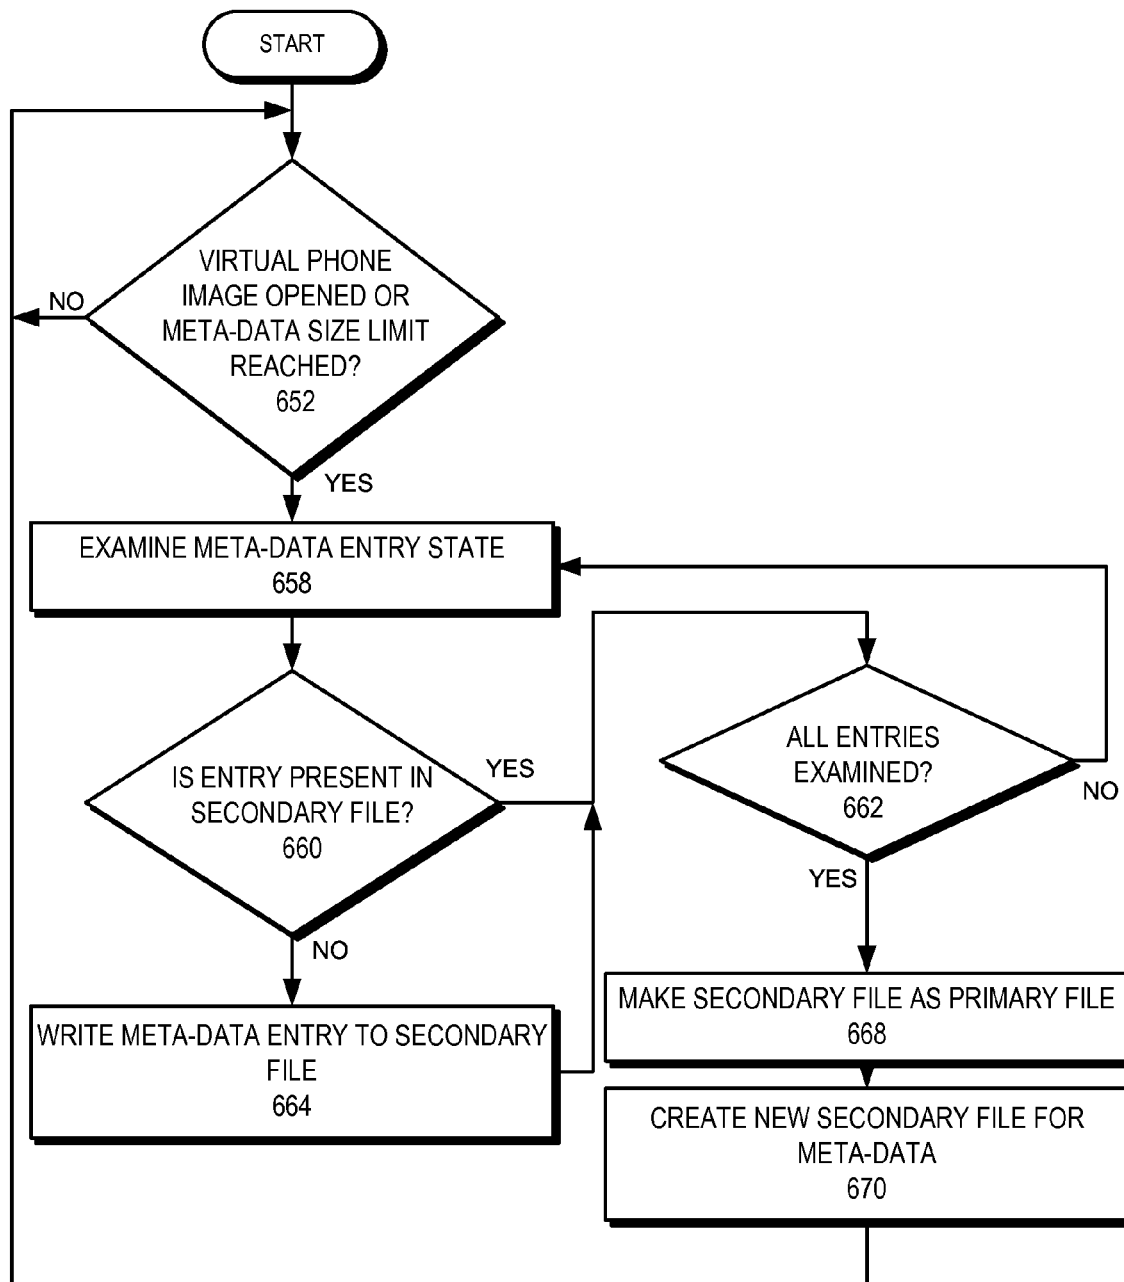 START
VIRTUAL PHONE
IMAGE OPENED OR
META-DATA SIZE LIMIT
REACHED?
652
NO
YES
EXAMINE META-DATA ENTRY STATE
658
IS ENTRY PRESENT IN
SECONDARY FILE?
660
YES
NO
WRITE META-DATA ENTRY TO SECONDARY
FILE
664
ALL ENTRIES
EXAMINED?
662
NO
YES
MAKE SECONDARY FILE AS PRIMARY FILE
668
CREATE NEW SECONDARY FILE FOR
META-DATA
670